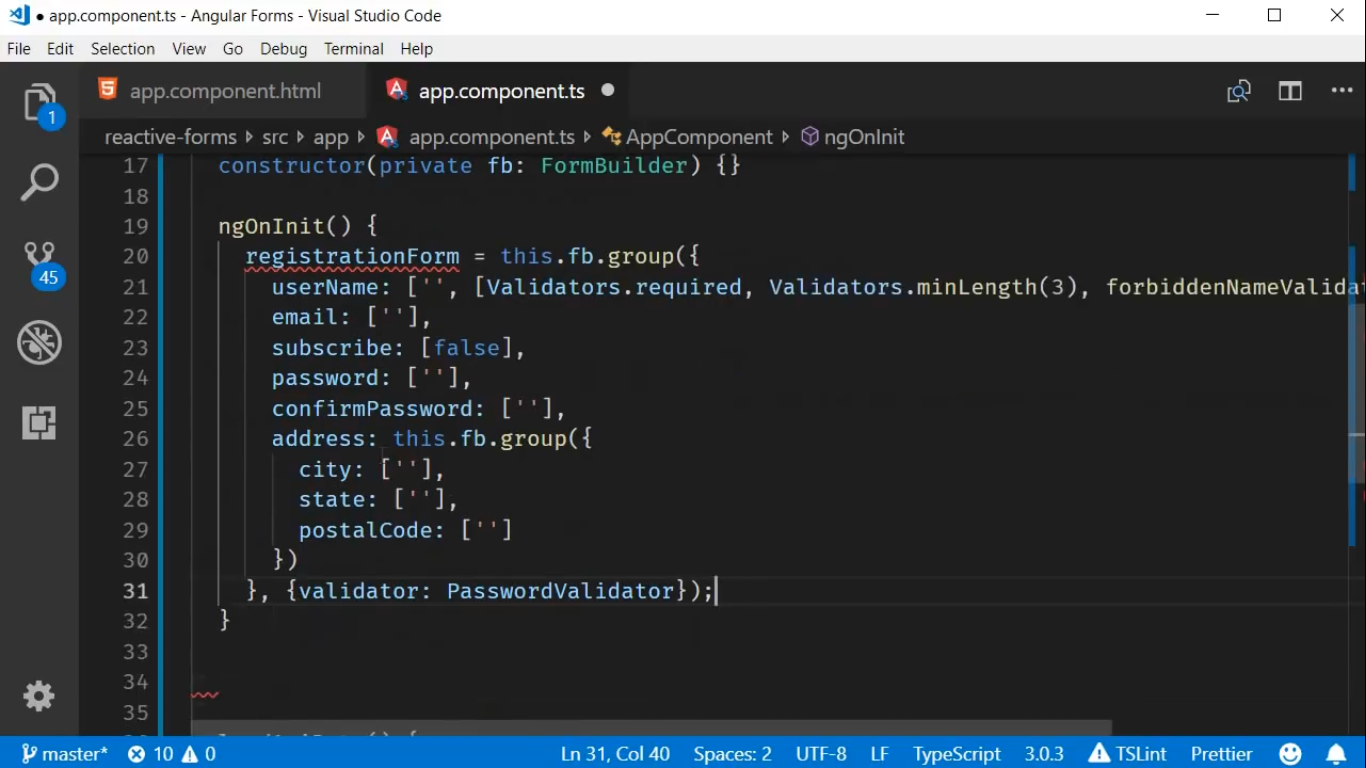 ● app.component.ts - Angular Forms - Visual Studio Code
File Edit Selection View Go Debug Terminal Help
1
app.component.html app.component.ts ●
reactive-forms src app app.component.ts AppComponent ngOnInit
17 constructor(private fb: FormBuilder) {}
18
19 ngOnInit() {
20 registrationForm = this.fb.group({
21 userName: ['', [Validators.required, Validators.minLength(3), forbiddenNameValidat
45
22 email: [''],
23 subscribe: [false],
24 password: [''],
25 confirmPassword: [''],
26 address: this.fb.group({
27 city: [''],
28 state: [''],
29 postalCode: ['']
30 })
31 }, {validator: PasswordValidator});
32 }
33
34
35
master* 10 0 Ln 31, Col 40 Spaces: 2 UTF-8 LF TypeScript 3.0.3 TSLint Prettier